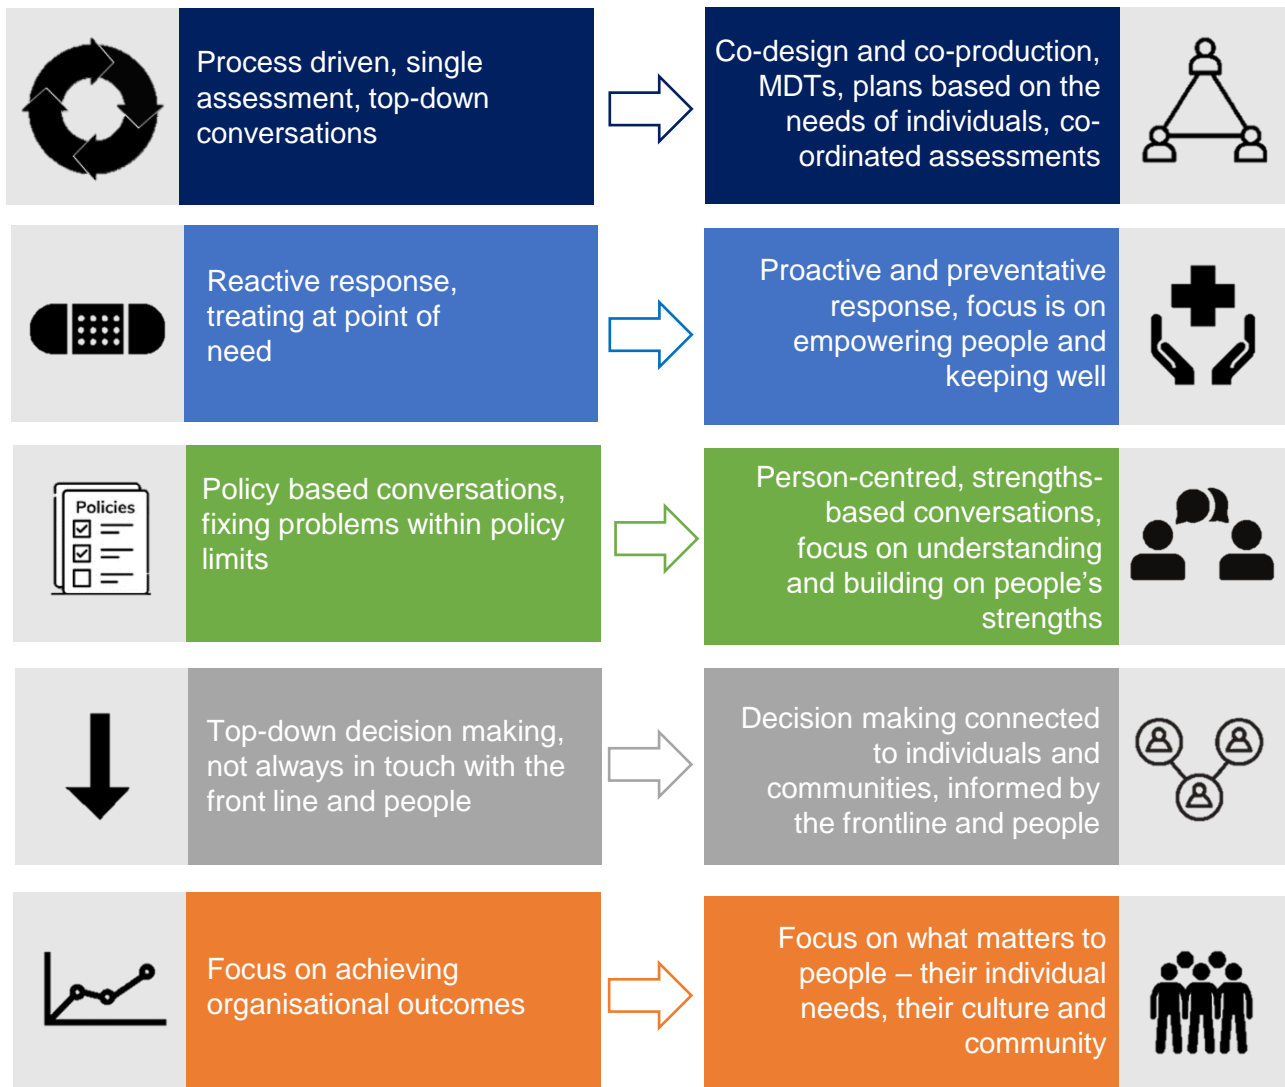 Process driven, single
assessment, top-down
conversations
Co-design and co-production,
MDTs, plans based on the
needs of individuals, co-
ordinated assessments
Reactive response,
treating at point of
need
Proactive and preventative
response, focus is on
empowering people and
keeping well
Policies
Policy based conversations,
fixing problems within policy
limits
Person-centred, strengths-
based conversations,
focus on understanding
and building on people’s
strengths
Top-down decision making,
not always in touch with the
front line and people
Decision making connected
to individuals and
communities, informed by
the frontline and people
Focus on achieving
organisational outcomes
Focus on what matters to
people – their individual
needs, their culture and
community